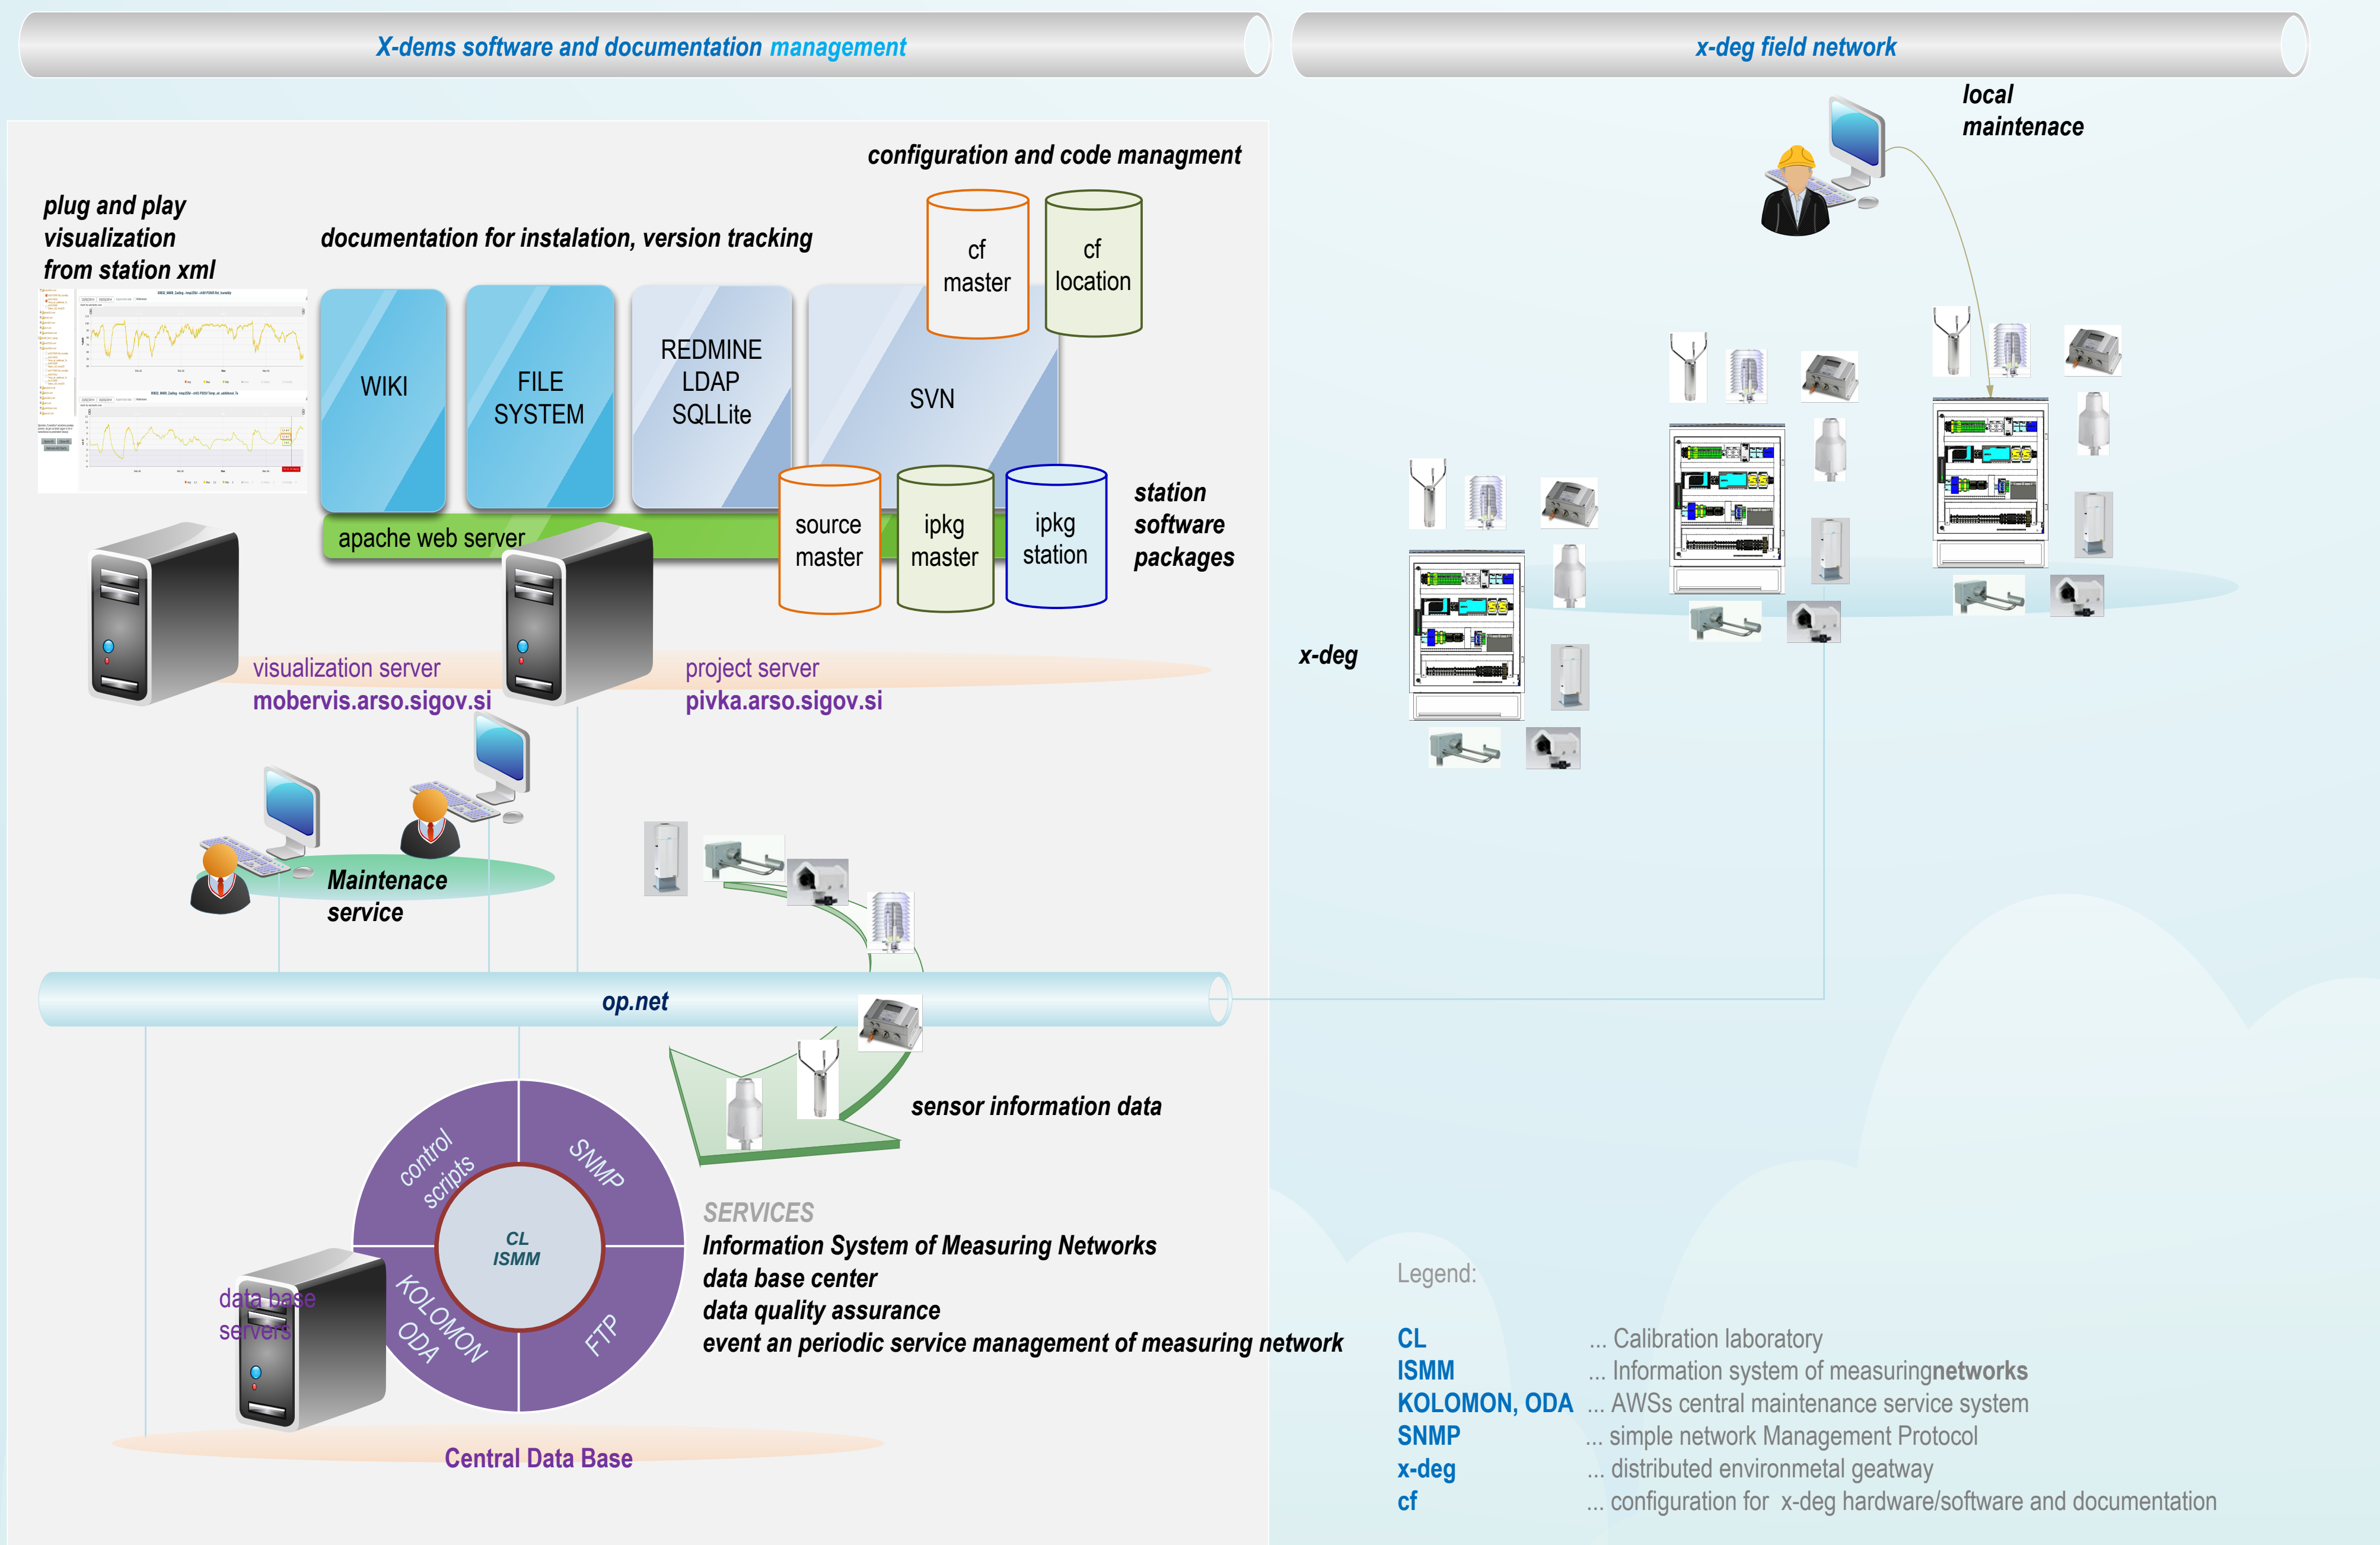 X-dems software and documentation management
x-deg field network
local
maintenace
configuration and code managment
plug and play
visualization
from station xml
documentation for instalation, version tracking
cf
master
cf
location
WIKI
FILE
SYSTEM
REDMINE
LDAP
SQLLite
SVN
apache web server
source
master
ipkg
master
ipkg
station
station
software
packages
visualization server
mobervis.arso.sigov.si
project server
pivka.arso.sigov.si
x-deg
Maintenace
service
op.net
sensor information data
control
scripts
SNMP
CL
ISMM
KOLOMON
ODA
FTP
data base
servers
Central Data Base
SERVICES
Information System of Measuring Networks
data base center
data quality assurance
event an periodic service management of measuring network
Legend:
CL ... Calibration laboratory
ISMM ... Information system of measuringnetworks
KOLOMON, ODA ... AWSs central maintenance service system
SNMP ... simple network Management Protocol
x-deg ... distributed environmetal geatway
cf ... configuration for x-deg hardware/software and documentation